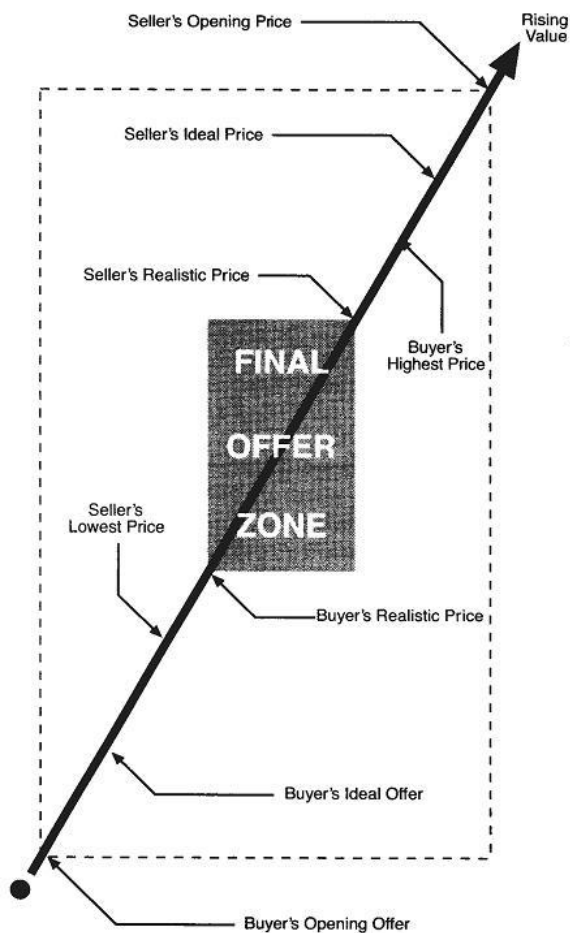 Seller's Opening Price
Rising
Value
Seller's Ideal Price
Seller's Realistic Price
Buyer's
Highest Price
FINAL
OFFER
ZONE
Seller's
Lowest Price
Buyer's Realistic Price
Buyer's Ideal Offer
Buyer's Opening Offer